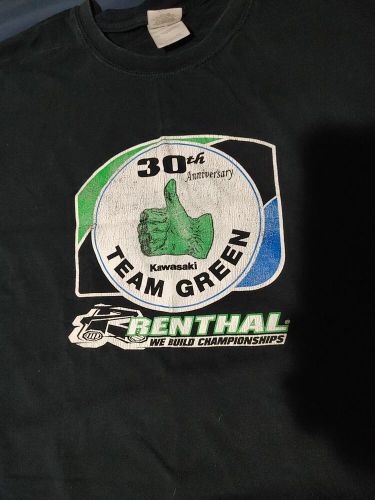 30th
Anniversary
Kawasaki
TEAM GREEN
RENTHAL
WE BUILD CHAMPIONSHIPS